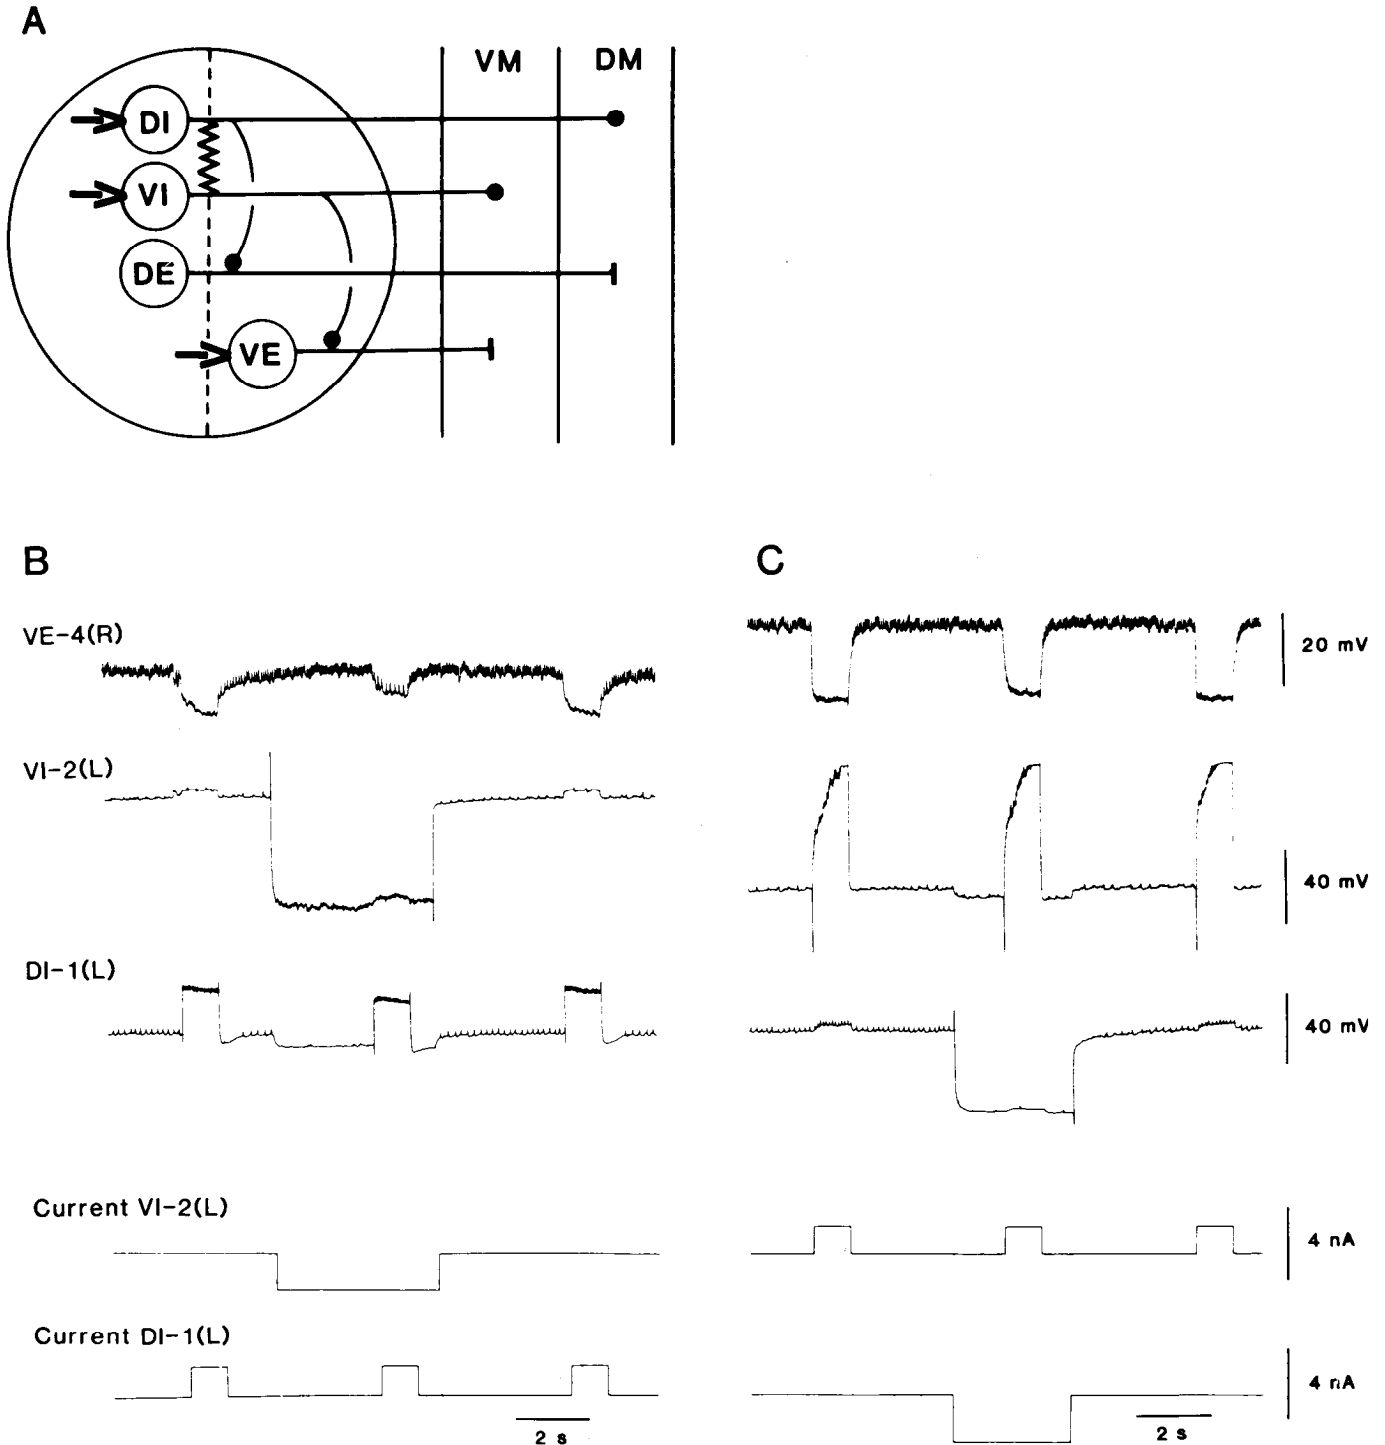 A
VM DM
DI
VI
DE
VE
B
C
VE-4(R)
20 mV
VI-2(L)
40 mV
DI-1(L)
40 mV
Current VI-2(L)
4 nA
Current DI-1(L)
4 nA
2 s
2 s